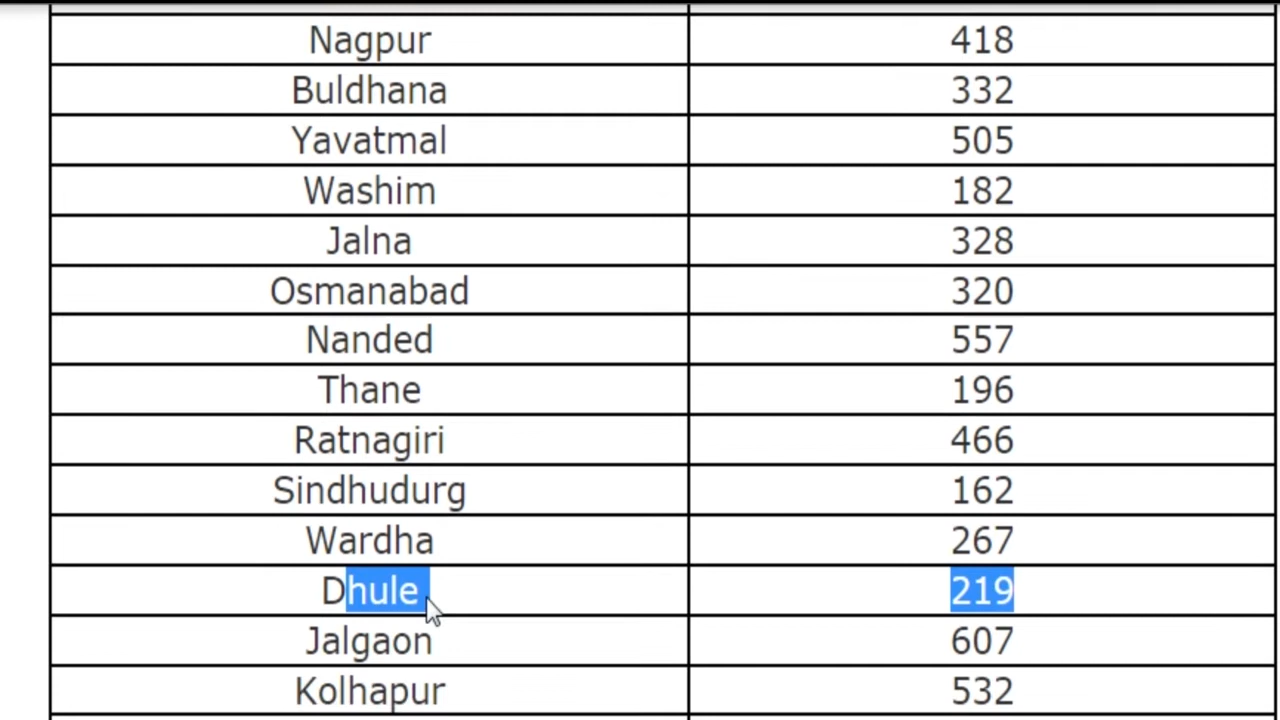 Nagpur 418
Buldhana 332
Yavatmal 505
Washim 182
Jalna 328
Osmanabad 320
Nanded 557
Thane 196
Ratnagiri 466
Sindhudurg 162
Wardha 267
Dhule 219
Jalgaon 607
Kolhapur 532